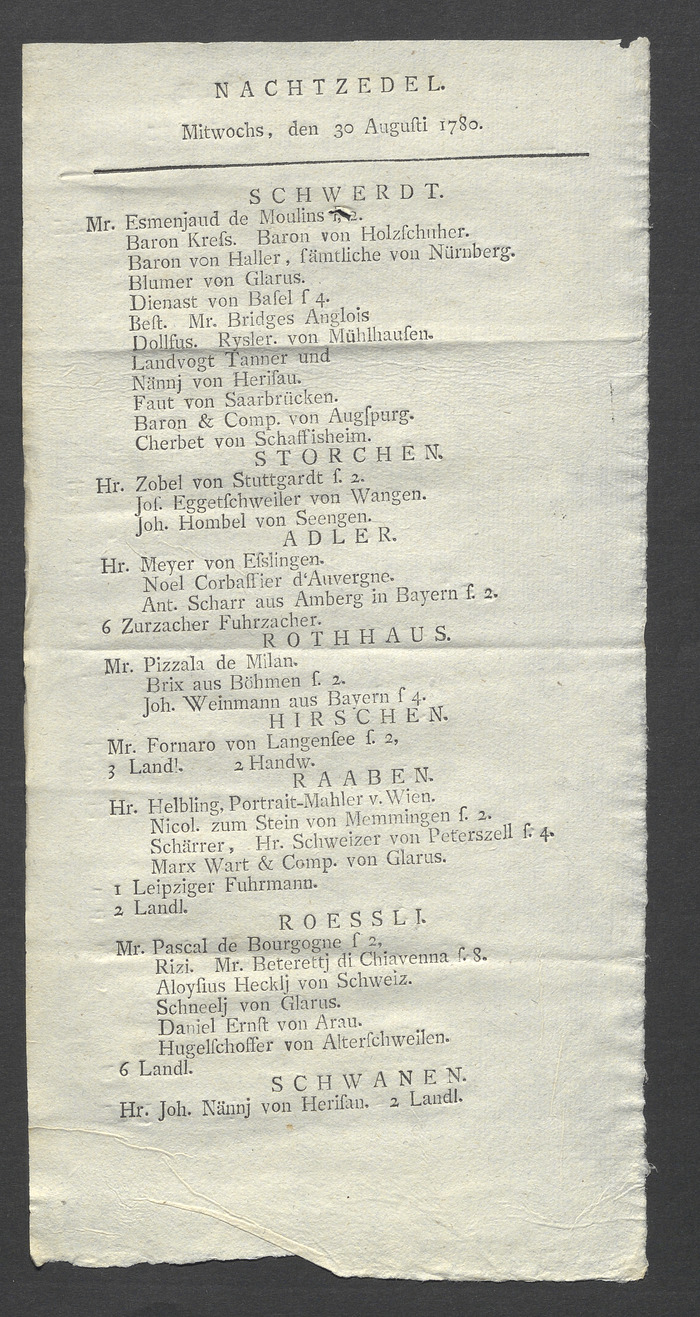 NACHTZEDEL.
Mitwochs, den 30 Auguſti 1780.
SCHWERDT.
Mr. Esmenjaud de Moulins ſ. 2.
Baron Kreſs. Baron von Holzſchuher.
Baron von Haller, ſämtliche von Nürnberg.
Blumer von Glarus.
Dienast von Baſel ſ 4.
Beſt. Mr. Bridges Anglois
Dollfus. Rysler. von Mühlhauſen.
Landvogt Tanner und
Nännj von Heriſau.
Faut von Saarbrücken.
Baron & Comp. von Augſpurg.
Cherbet von Schaffisheim.
STORCHEN.
Hr. Zobel von Stuttgardt ſ. 2.
Joſ. Eggetſchweiler von Wangen.
Joh. Hombel von Seengen.
ADLER.
Hr. Meyer von Eſslingen.
Noel Corbaſſier d'Auvergne.
Ant. Scharr aus Amberg in Bayern ſ. 2.
6 Zurzacher Fuhrzacher.
ROTHHAUS.
Mr. Pizzala de Milan.
Brix aus Böhmen ſ. 2.
Joh. Weinmann aus Bayern ſ 4.
HIRSCHEN.
Mr. Fornaro von Langenſee ſ. 2,
3 Landl. 2 Handw.
RAABEN.
Hr. Helbling, Portrait-Mahler v. Wien.
Nicol. zum Stein von Memmingen ſ. 2.
Schärrer, Hr. Schweizer von Peterszell ſ. 4.
Marx Wart & Comp. von Glarus.
1 Leipziger Fuhrmann.
2 Landl.
ROESSLI.
Mr. Pascal de Bourgogne ſ 2,
Rizi. Mr. Beterettj di Chiavenna ſ. 8.
Aloyſius Hecklj von Schweiz.
Schneelj von Glarus.
Daniel Ernſt von Arau.
Hugelſchoffer von Alterſchweilen.
6 Landl.
SCHWANEN.
Hr. Joh. Nännj von Heriſau. 2 Landl.